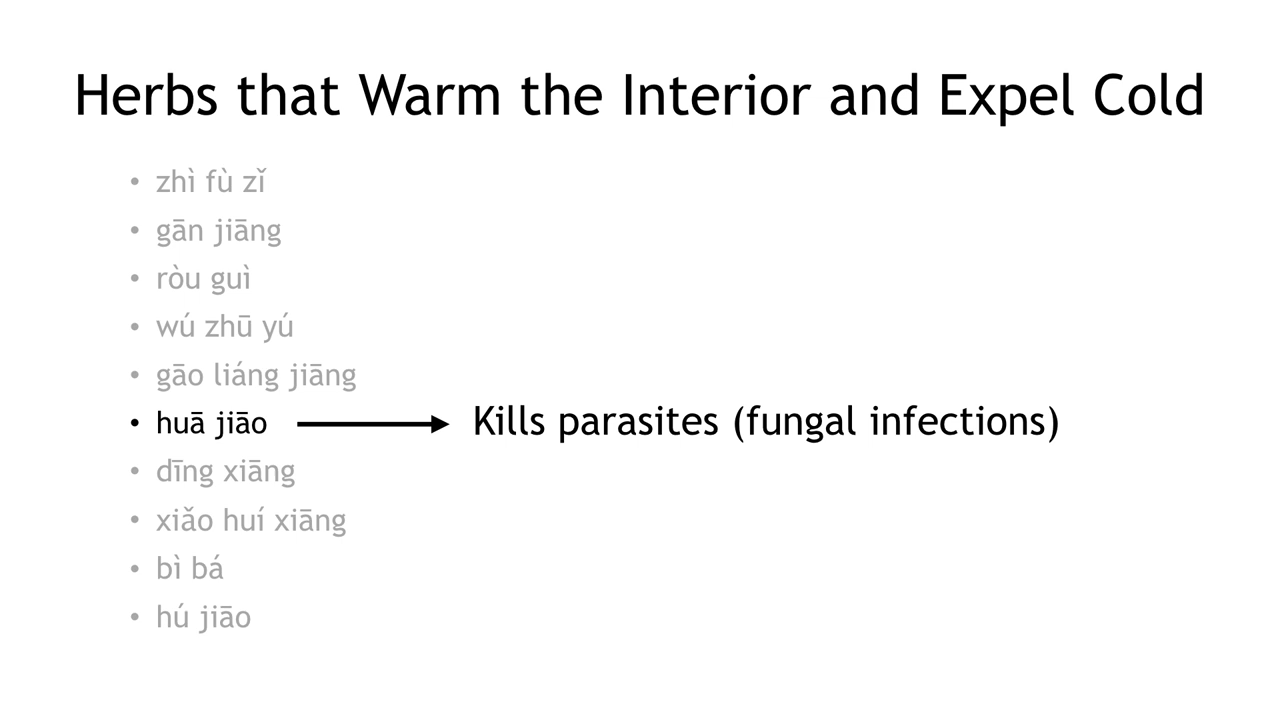 Herbs that Warm the Interior and Expel Cold
• zhì fù zǐ
• gān jiāng
• ròu guì
• wú zhū yú
• gāo liáng jiāng
• huā jiāo → Kills parasites (fungal infections)
• dīng xiāng
• xiǎo huí xiāng
• bì bá
• hú jiāo